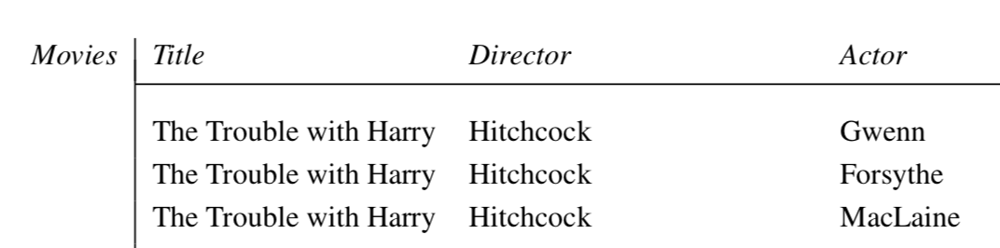 Movies Title Director Actor
The Trouble with Harry Hitchcock Gwenn
The Trouble with Harry Hitchcock Forsythe
The Trouble with Harry Hitchcock MacLaine